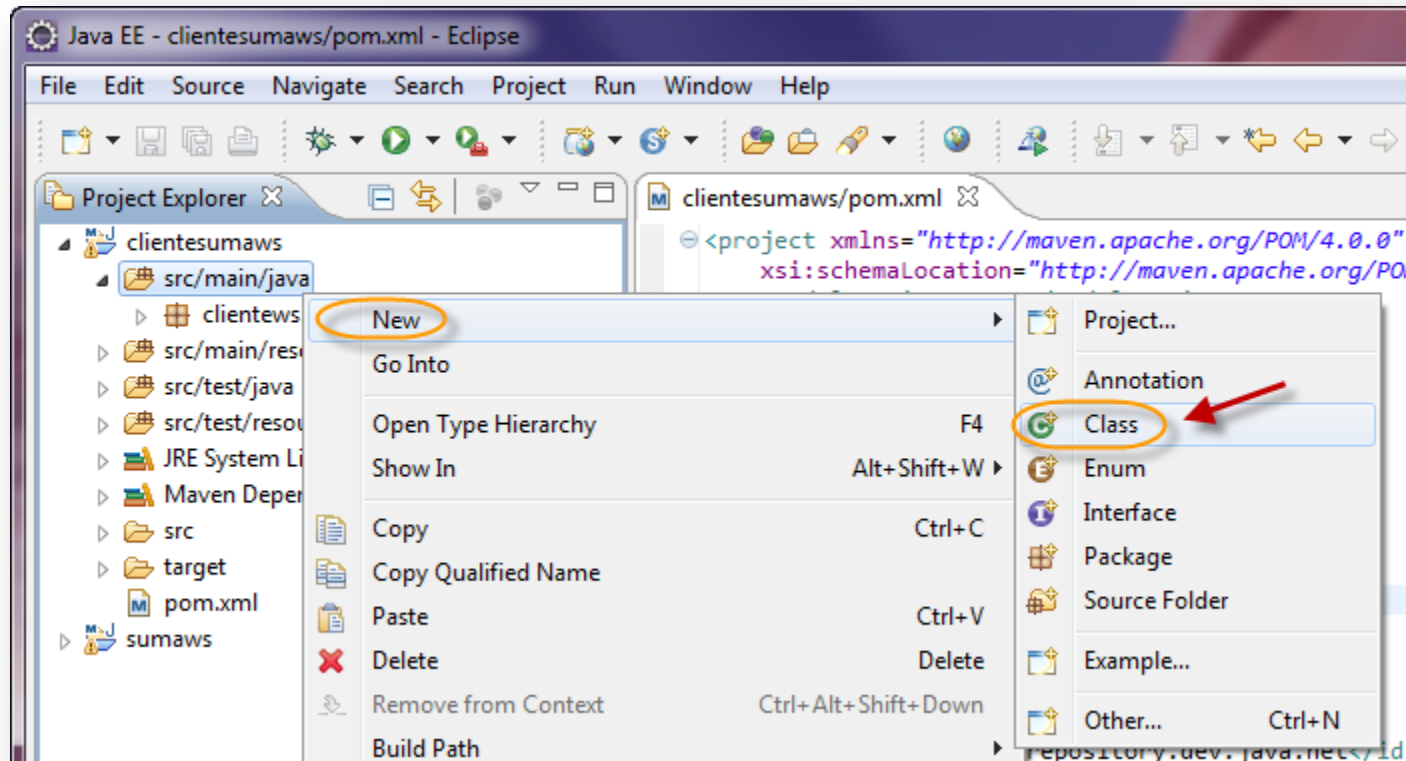 Java EE - clientesumaws/pom.xml - Eclipse
File Edit Source Navigate Search Project Run Window Help
Project Explorer
clientesumaws
src/main/java
clientews
src/main/res
src/test/java
src/test/resou
JRE System Li
Maven Deper
src
target
pom.xml
sumaws
clientesumaws/pom.xml
<project xmlns="http://maven.apache.org/POM/4.0.0"
xsi:schemaLocation="http://maven.apache.org/PO
New
Go Into
Open Type Hierarchy F4
Show In Alt+Shift+W
Copy Ctrl+C
Copy Qualified Name
Paste Ctrl+V
Delete Delete
Remove from Context Ctrl+Alt+Shift+Down
Build Path
Project...
Annotation
Class
Enum
Interface
Package
Source Folder
Example...
Other... Ctrl+N
repository.dev.java.net</id